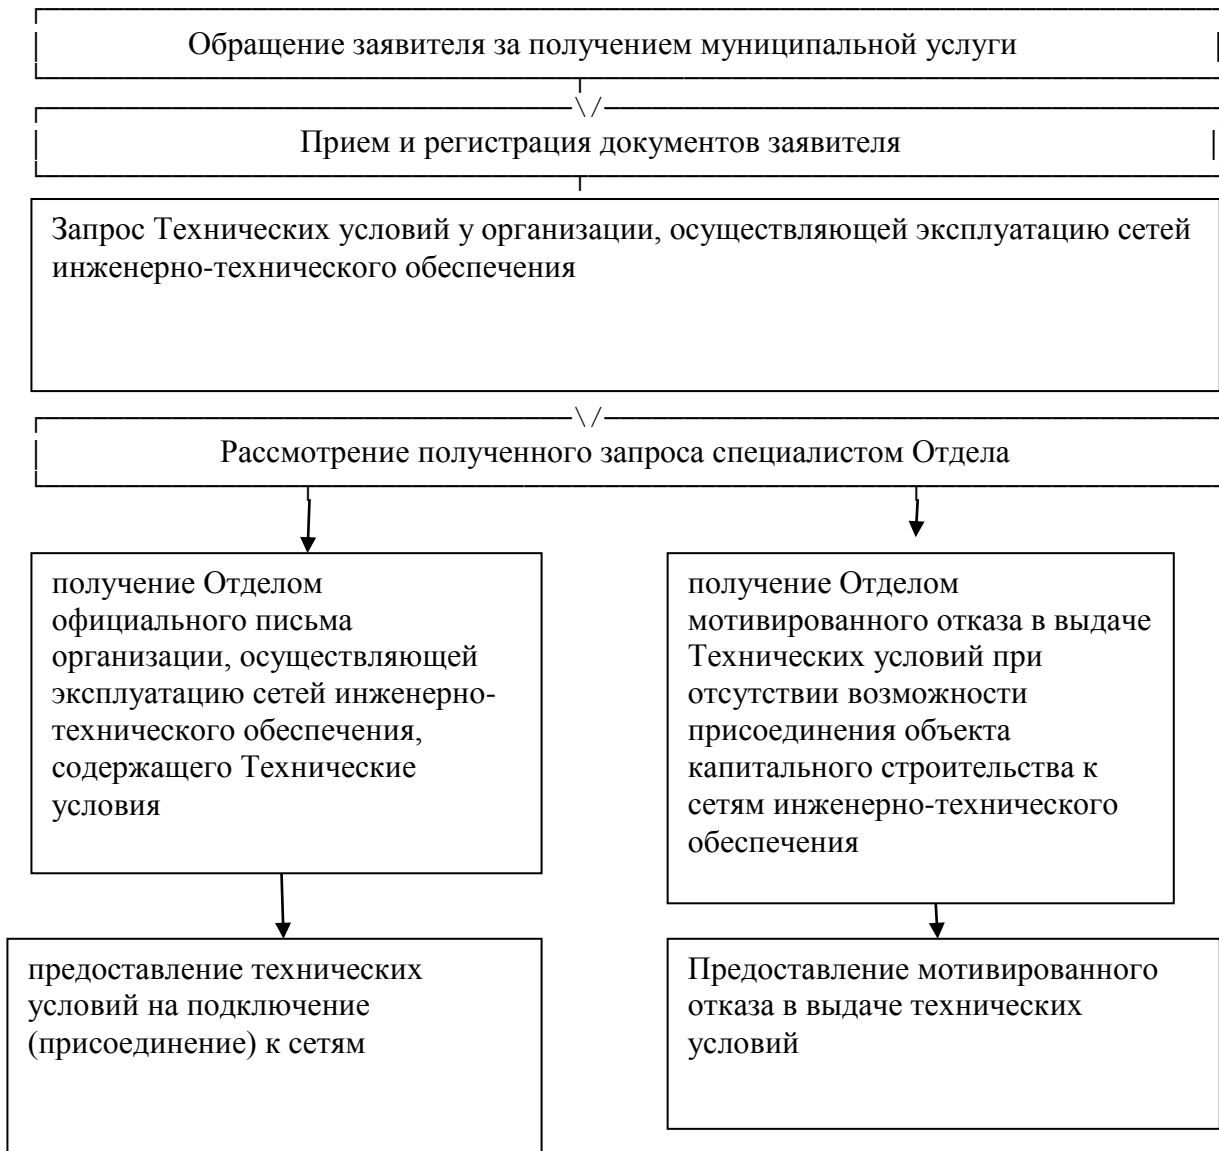 Обращение заявителя за получением муниципальной услуги
Прием и регистрация документов заявителя
Запрос Технических условий у организации, осуществляющей эксплуатацию сетей
инженерно-технического обеспечения
Рассмотрение полученного запроса специалистом Отдела
получение Отделом
официального письма
организации, осуществляющей
эксплуатацию сетей инженерно-
технического обеспечения,
содержащего Технические
условия
получение Отделом
мотивированного отказа в выдаче
Технических условий при
отсутствии возможности
присоединения объекта
капитального строительства к
сетям инженерно-технического
обеспечения
предоставление технических
условий на подключение
(присоединение) к сетям
Предоставление мотивированного
отказа в выдаче технических
условий